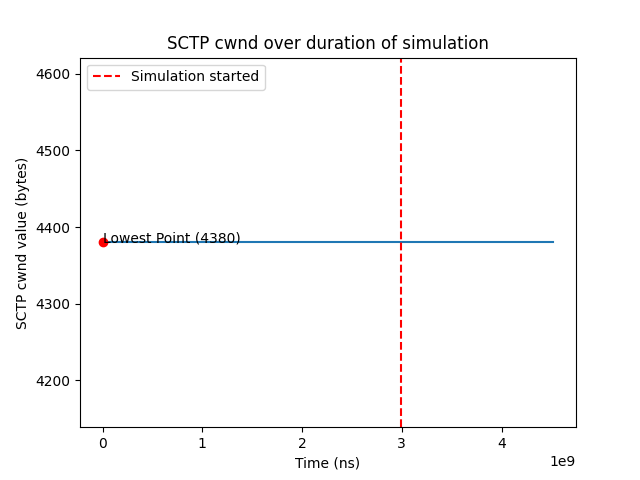 SCTP cwnd over duration of simulation
4600
Simulation started
4500
4400
Lowest Point (4380)
4300
4200
SCTP cwnd value (bytes)
0 1 2 3 4
1e9
Time (ns)